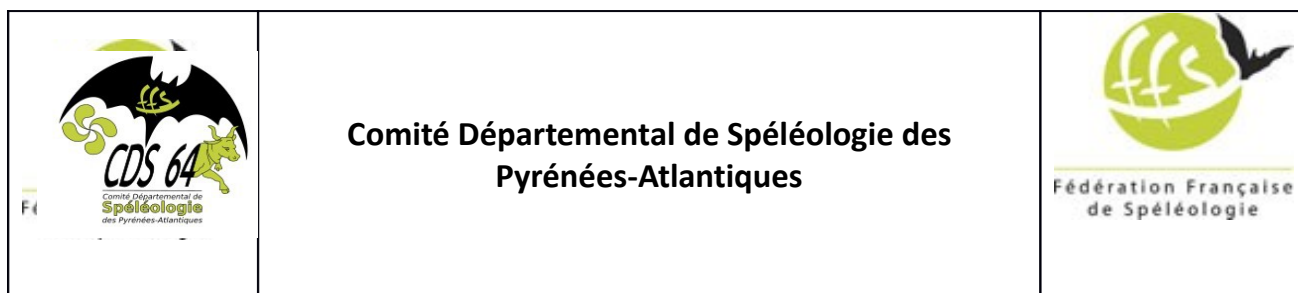 ffs
CDS 64
Comité Départemental de
Spéléologie
des Pyrénées-Atlantiques
Comité Départemental de Spéléologie des
Pyrénées-Atlantiques
ffs
Fédération Française
de Spéléologie